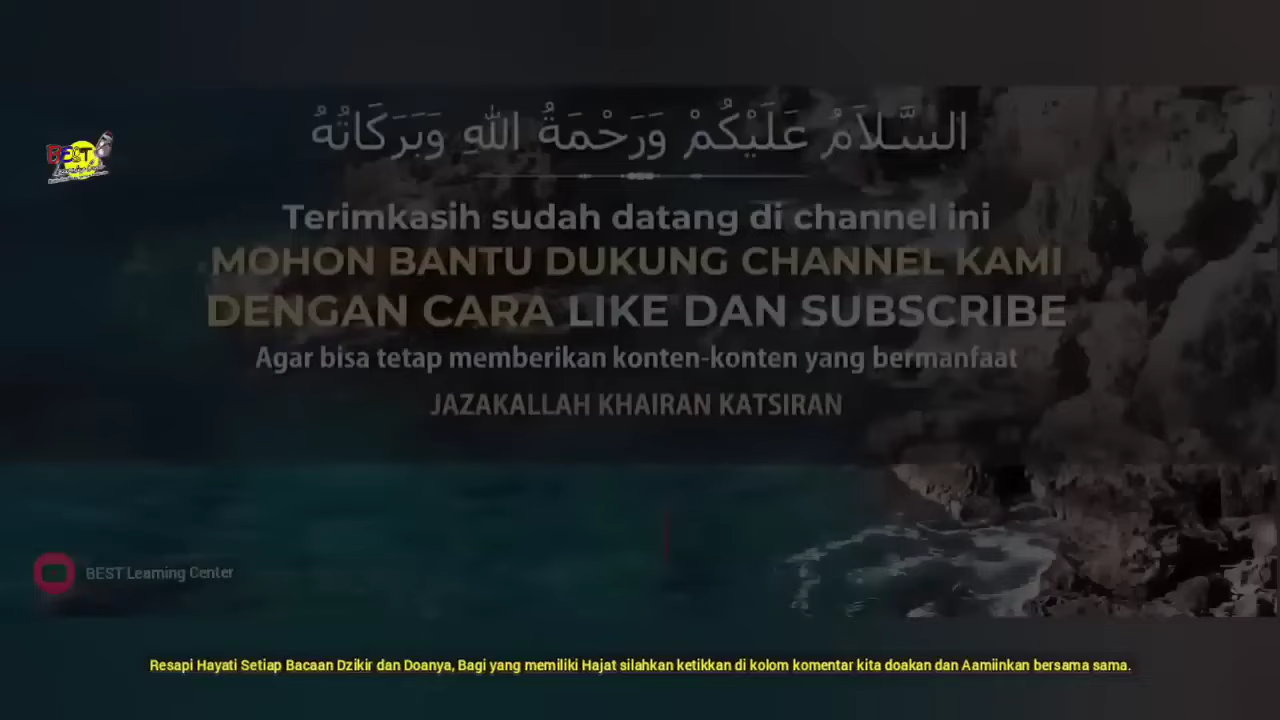 BEST
السَّلاَمُ عَلَيْكُمْ وَرَحْمَةُ اللهِ وَبَرَكَاتُهُ
Terimkasih sudah datang di channel ini
MOHON BANTU DUKUNG CHANNEL KAMI
DENGAN CARA LIKE DAN SUBSCRIBE
Agar bisa tetap memberikan konten-konten yang bermanfaat
JAZAKALLAH KHAIRAN KATSIRAN
BEST Learning Center
Resapi Hayati Setiap Bacaan Dzikir dan Doanya, Bagi yang memiliki Hajat silahkan ketikkan di kolom komentar kita doakan dan Aamiinkan bersama sama.